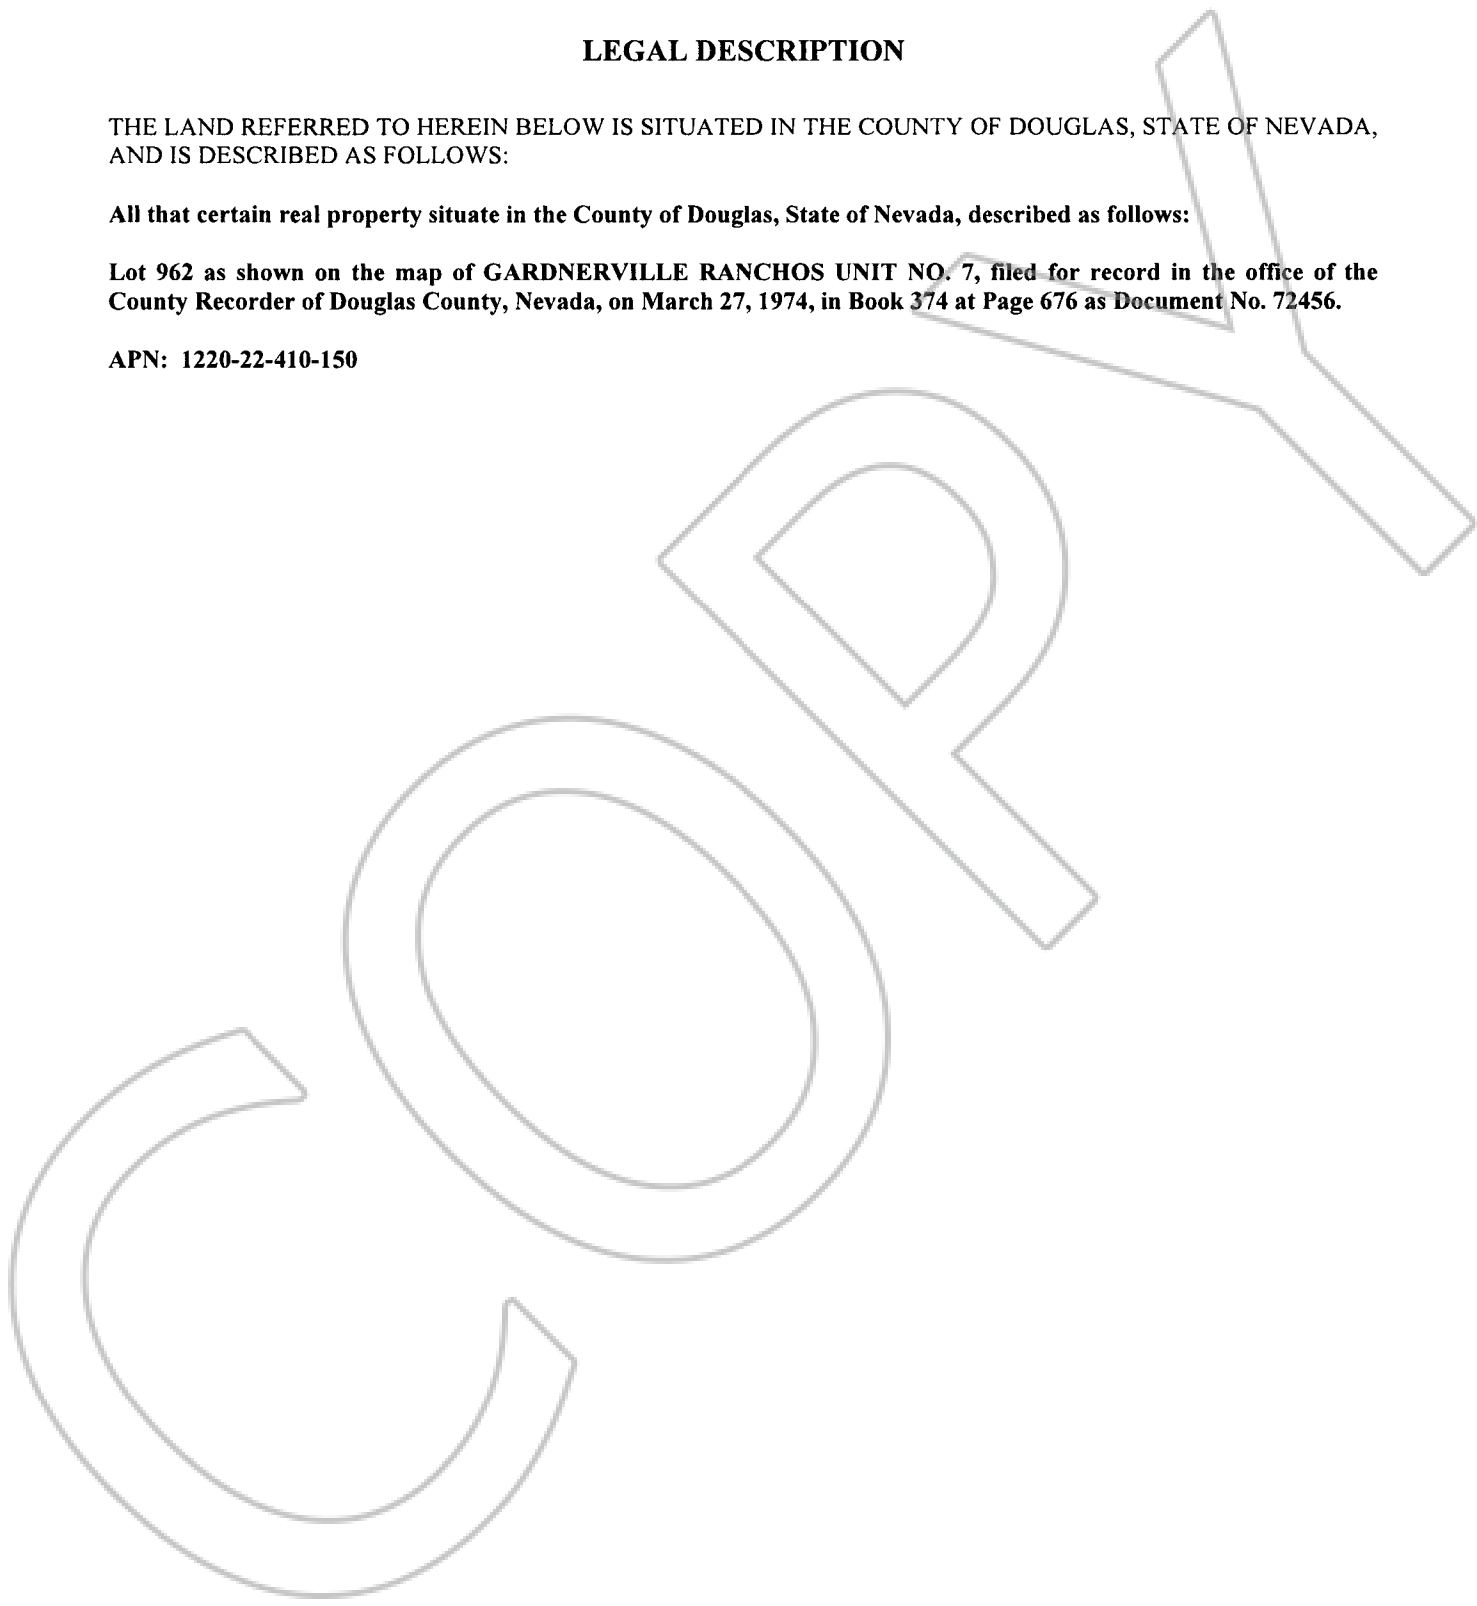 LEGAL DESCRIPTION
THE LAND REFERRED TO HEREIN BELOW IS SITUATED IN THE COUNTY OF DOUGLAS, STATE OF NEVADA,
AND IS DESCRIBED AS FOLLOWS:
All that certain real property situate in the County of Douglas, State of Nevada, described as follows:
Lot 962 as shown on the map of GARDNERVILLE RANCHOS UNIT NO. 7, filed for record in the office of the
County Recorder of Douglas County, Nevada, on March 27, 1974, in Book 374 at Page 676 as Document No. 72456.
APN: 1220-22-410-150
COPY